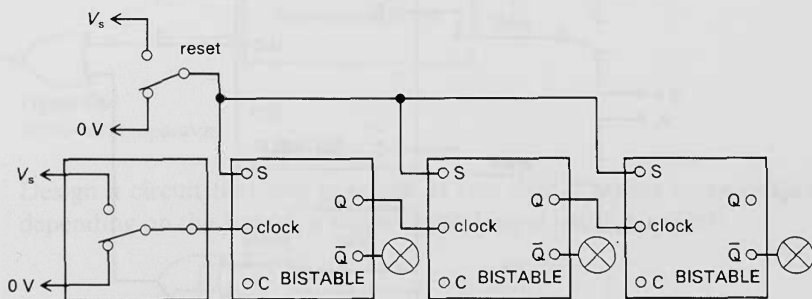 Vs
reset
0 V
Vs
S
S
S
Q
Q
Q
clock
clock
clock
Q̄
Q̄
Q̄
0 V
C BISTABLE
C BISTABLE
C BISTABLE